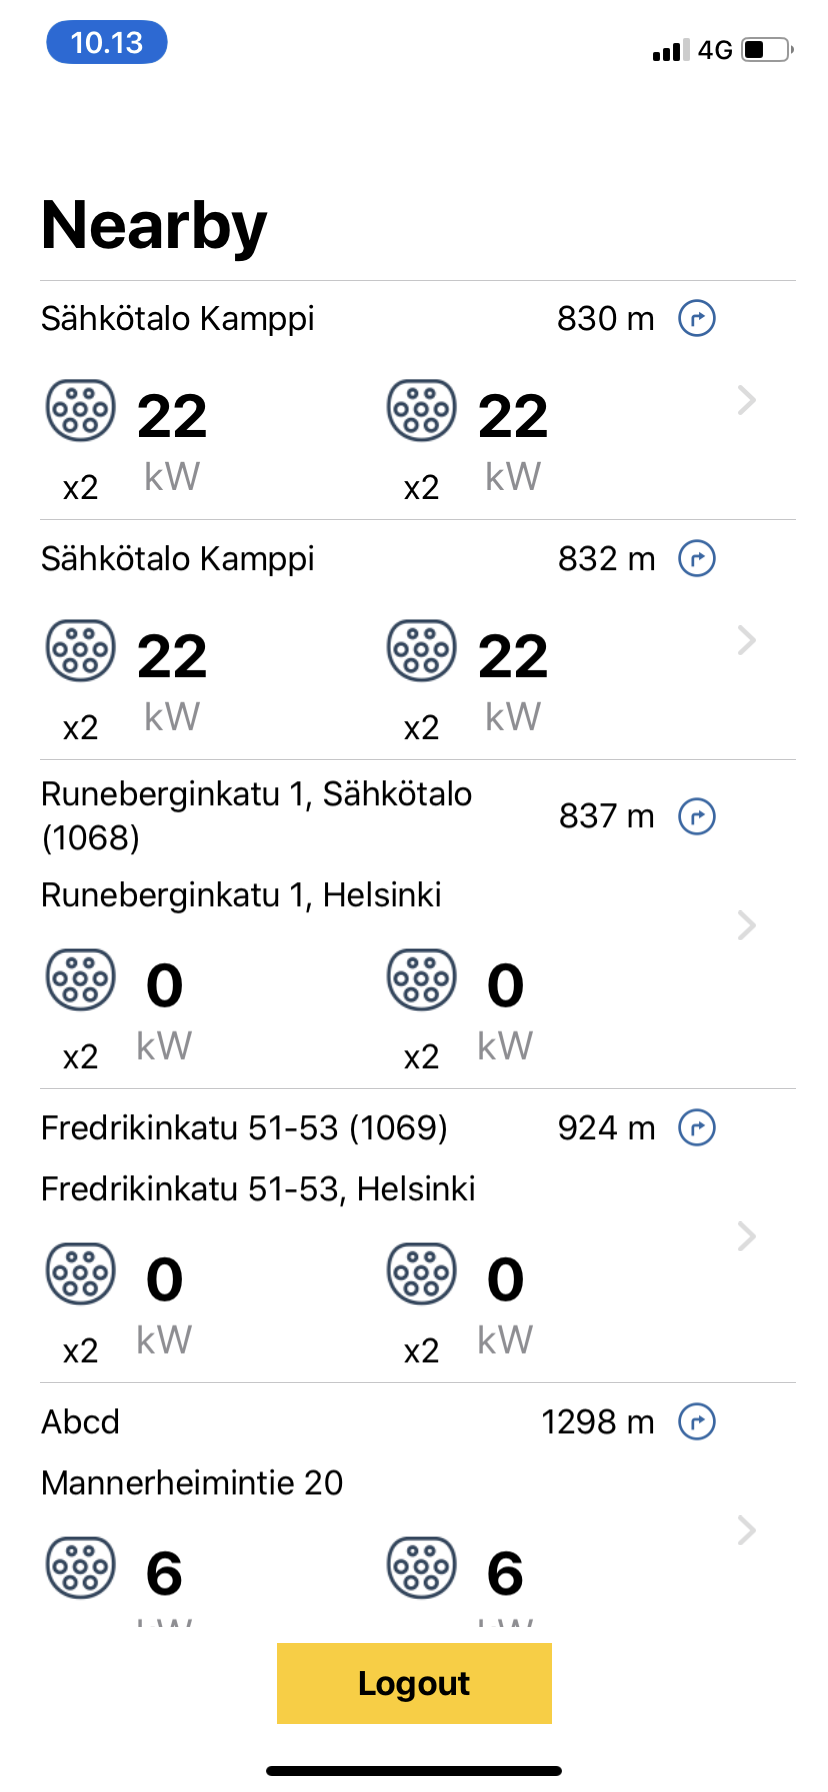 10.13
4G
Nearby
Sähkötalo Kamppi 830 m
22 22
x2 kW x2 kW
Sähkötalo Kamppi 832 m
22 22
x2 kW x2 kW
Runeberginkatu 1, Sähkötalo
(1068)
837 m
Runeberginkatu 1, Helsinki
0 0
x2 kW x2 kW
Fredrikinkatu 51-53 (1069) 924 m
Fredrikinkatu 51-53, Helsinki
0 0
x2 kW x2 kW
Abcd 1298 m
Mannerheimintie 20
6 6
kW kW
Logout